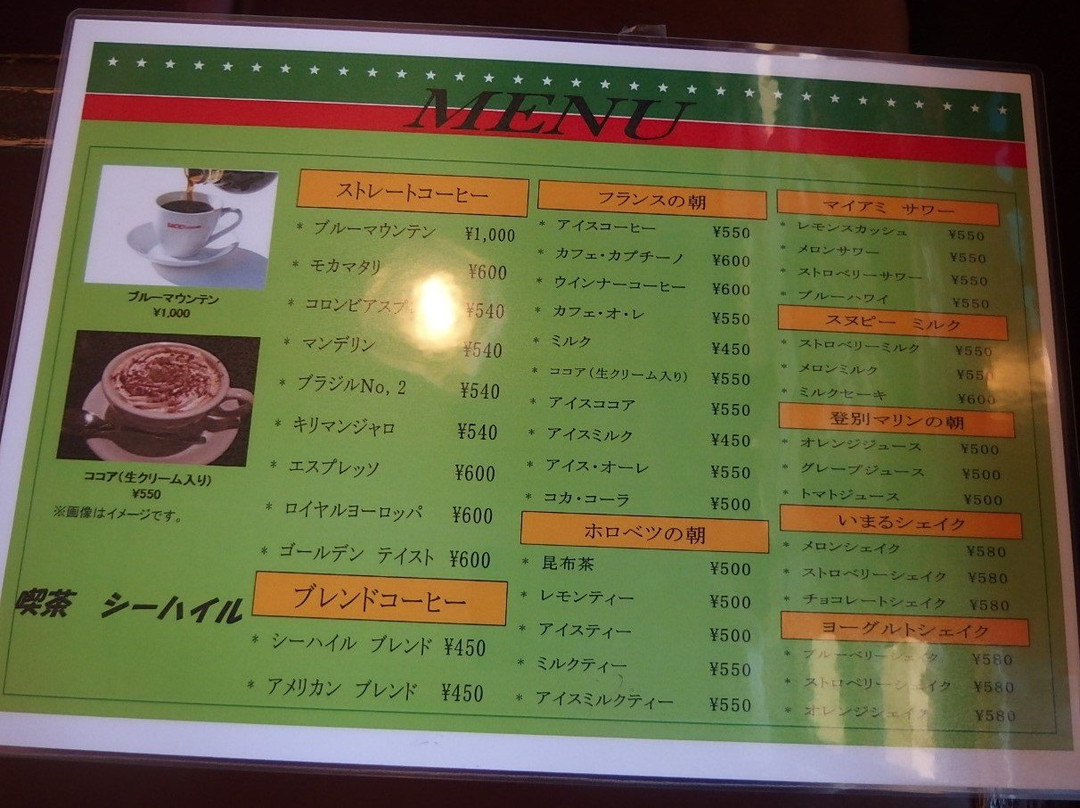 MENU
ブルーマウンテン
¥1,000
ココア(生クリーム入り)
¥550
※画像はイメージです。
喫茶 シーハイル
ストレートコーヒー
* ブルーマウンテン ¥1,000
* モカマタリ ¥600
* コロンビアスプ ¥540
* マンデリン ¥540
* ブラジルNo,2 ¥540
* キリマンジャロ ¥540
* エスプレッソ ¥600
* ロイヤルヨーロッパ ¥600
* ゴールデン テイスト ¥600
ブレンドコーヒー
* シーハイル ブレンド ¥450
* アメリカン ブレンド ¥450
フランスの朝
* アイスコーヒー ¥550
* カフェ・カプチーノ ¥600
* ウインナーコーヒー ¥600
* カフェ・オ・レ ¥550
* ミルク ¥450
* ココア(生クリーム入り) ¥550
* アイスココア ¥550
* アイスミルク ¥450
* アイス・オーレ ¥550
* コカ・コーラ ¥500
ホロベツの朝
* 昆布茶 ¥500
* レモンティー ¥500
* アイスティー ¥500
* ミルクティー ¥550
* アイスミルクティー ¥550
マイアミ サワー
* レモンスカッシュ ¥550
* メロンサワー ¥550
* ストロベリーサワー ¥550
* ブルーハワイ ¥550
スヌピー ミルク
* ストロベリーミルク ¥550
* メロンミルク ¥550
* ミルクセーキ ¥600
登別マリンの朝
* オレンジジュース ¥500
* グレープジュース ¥500
* トマトジュース ¥500
いまるシェイク
* メロンシェイク ¥580
* ストロベリーシェイク ¥580
* チョコレートシェイク ¥580
ヨーグルトシェイク
* ブルーベリーシェイク ¥580
* ストロベリーシェイク ¥580
* オレンジシェイク ¥580